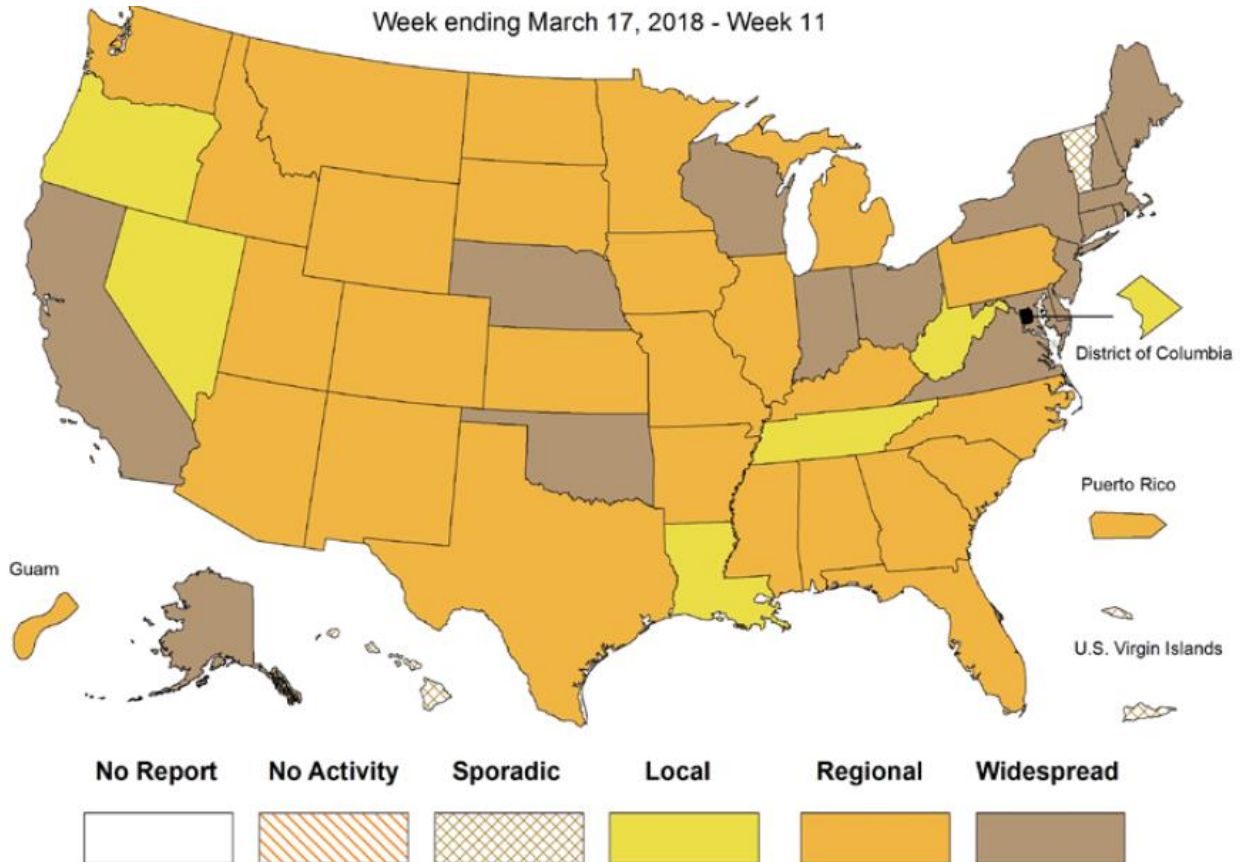 Week ending March 17, 2018 - Week 11
District of Columbia
Puerto Rico
Guam
U.S. Virgin Islands
No Report No Activity Sporadic Local Regional Widespread